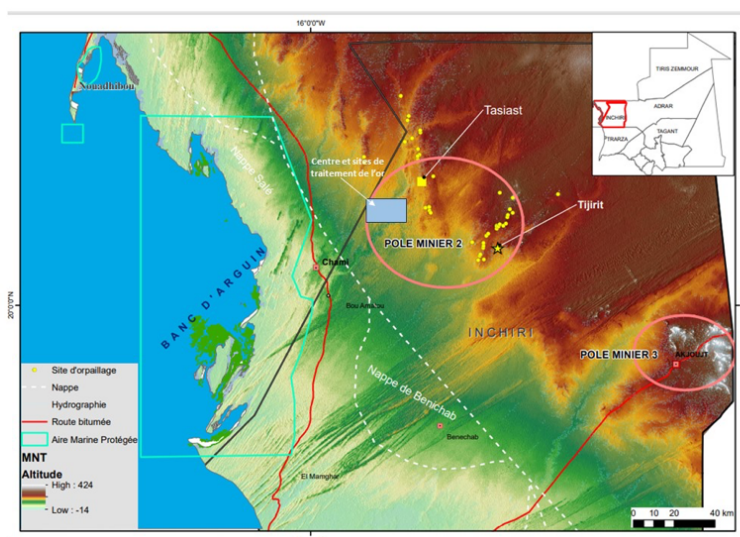 16°0'0"W
Nouadhibou
TIRIS ZEMMOUR
ADRAR
INCHIRI
TRARZA
TAGANT
Tasiast
Nappe Salé
Centre et sites de
traitement de l'or
Tijirit
POLE MINIER 2
BANC D'ARGUIN
Chami
20°0'0"N
Bou Amatou
INCHIRI
POLE MINIER 3
AKJOUJT
Nappe de Benichab
Benechab
El Mamghar
Site d'orpaillage
Nappe
Hydrographie
Route bitumée
Aire Marine Protégée
MNT
Altitude
High : 424
Low : -14
0 10 20 40 km